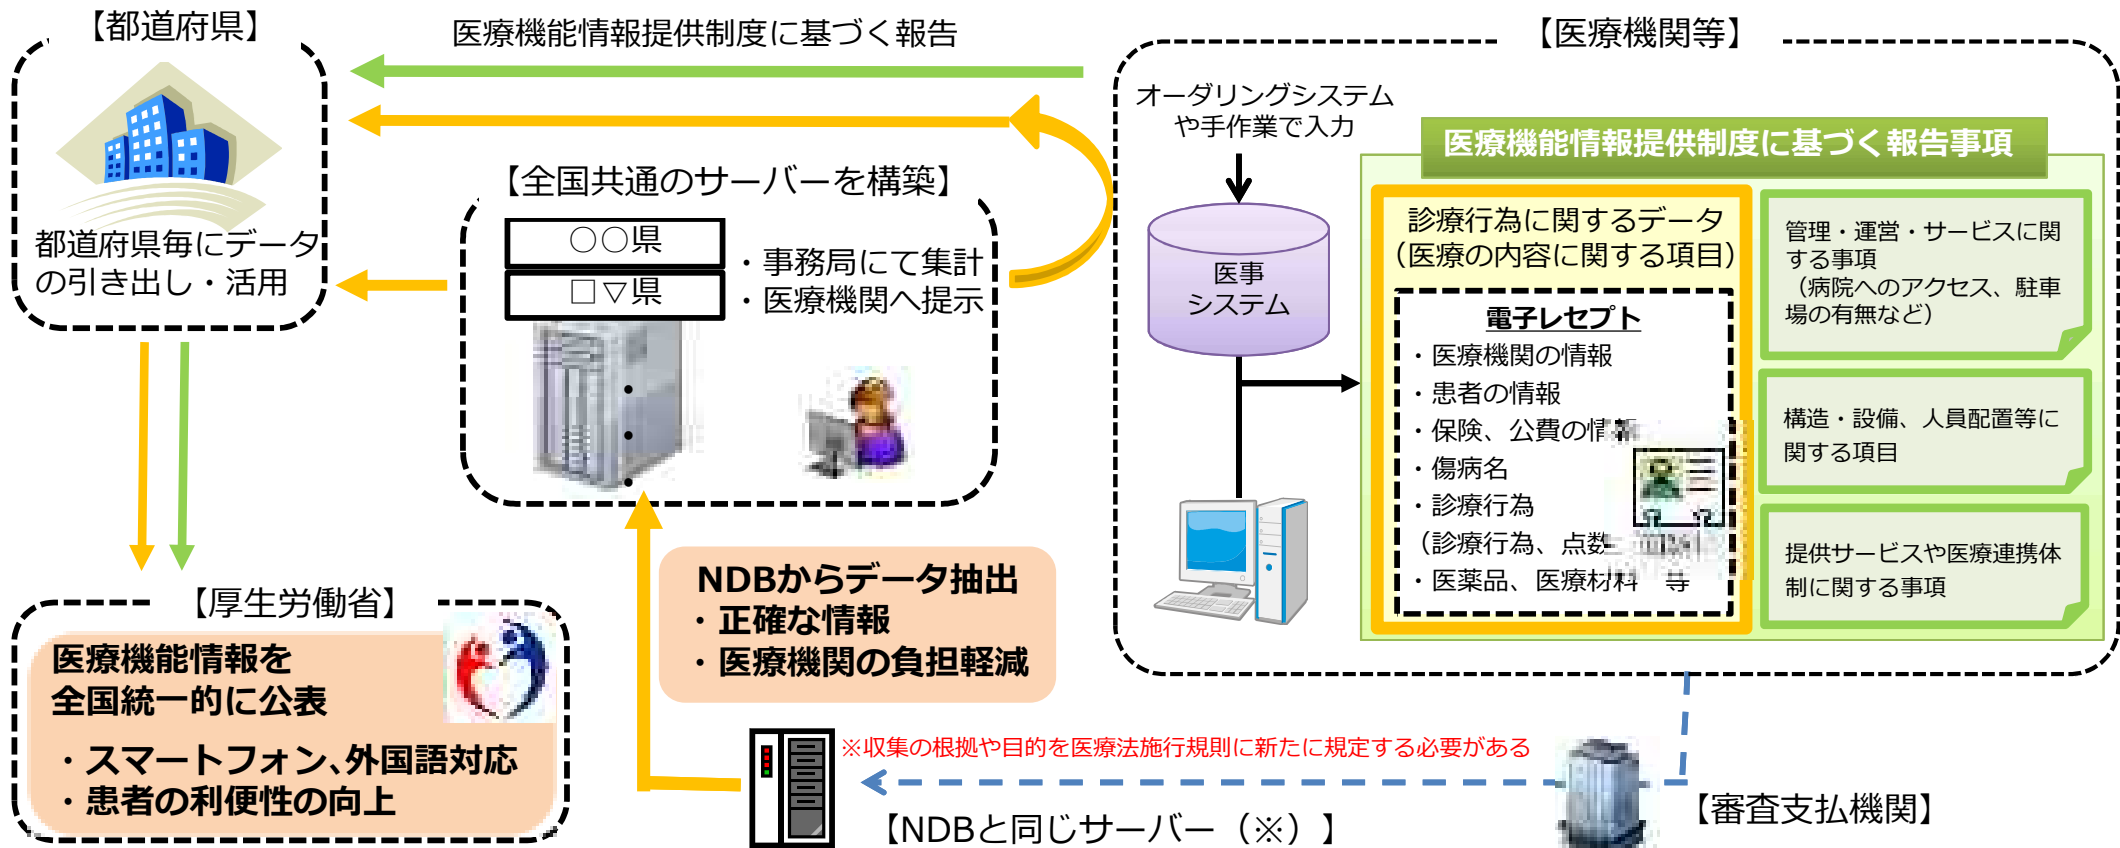 【都道府県】
都道府県毎にデータ
の引き出し・活用
医療機能情報提供制度に基づく報告
【全国共通のサーバーを構築】
○○県
□▽県
・事務局にて集計
・医療機関へ提示
【医療機関等】
オーダリングシステム
や手作業で入力
医事
システム
医療機能情報提供制度に基づく報告事項
診療行為に関するデータ
（医療の内容に関する項目）
電子レセプト
・医療機関の情報
・患者の情報
・保険、公費の情報
・傷病名
・診療行為
（診療行為、点数
・医薬品、医療材料 等
管理・運営・サービスに関
する事項
（病院へのアクセス、駐車
場の有無など）
構造・設備、人員配置等に
関する項目
提供サービスや医療連携体
制に関する事項
【厚生労働省】
医療機能情報を
全国統一的に公表
・スマートフォン、外国語対応
・患者の利便性の向上
NDBからデータ抽出
・正確な情報
・医療機関の負担軽減
※収集の根拠や目的を医療法施行規則に新たに規定する必要がある
【NDBと同じサーバー（※）】
【審査支払機関】